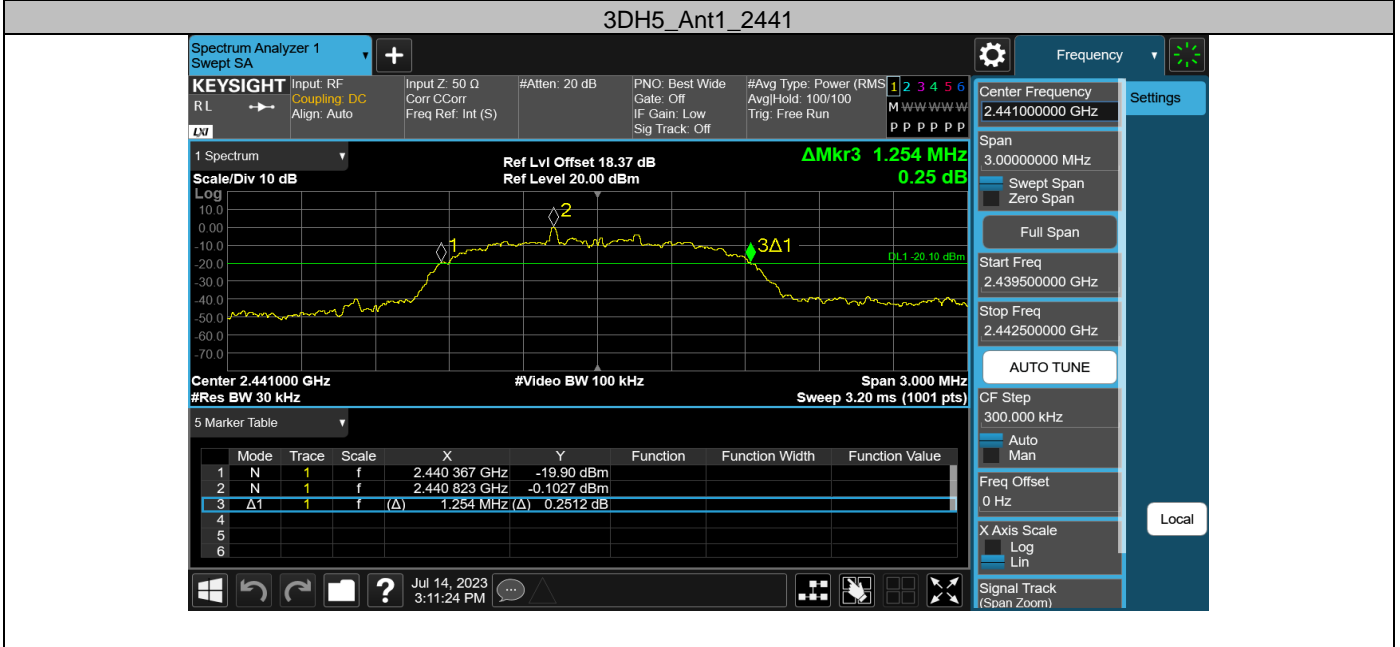 3DH5_Ant1_2441
Spectrum Analyzer 1
Swept SA
+
Frequency
KEYSIGHT
RL
LXI
Input: RF
Coupling: DC
Align: Auto
Input Z: 50 Ω
Corr CCorr
Freq Ref: Int (S)
#Atten: 20 dB
PNO: Best Wide
Gate: Off
IF Gain: Low
Sig Track: Off
#Avg Type: Power (RMS
Avg|Hold: 100/100
Trig: Free Run
1 2 3 4 5 6
M W W W W W
P P P P P P
Center Frequency
2.441000000 GHz
Settings
Span
3.00000000 MHz
Swept Span
Zero Span
Full Span
Start Freq
2.439500000 GHz
Stop Freq
2.442500000 GHz
AUTO TUNE
CF Step
300.000 kHz
Auto
Man
Freq Offset
0 Hz
X Axis Scale
Log
Lin
Signal Track
(Span Zoom)
Local
1 Spectrum
Scale/Div 10 dB
Ref Lvl Offset 18.37 dB
Ref Level 20.00 dBm
ΔMkr3 1.254 MHz
0.25 dB
Log
10.0
0.00
-10.0
-20.0
-30.0
-40.0
-50.0
-60.0
-70.0
1
2
3Δ1
DL1 -20.10 dBm
Center 2.441000 GHz
#Video BW 100 kHz
Span 3.000 MHz
#Res BW 30 kHz
Sweep 3.20 ms (1001 pts)
5 Marker Table
Mode Trace Scale X Y Function Function Width Function Value
1 N 1 f 2.440 367 GHz -19.90 dBm
2 N 1 f 2.440 823 GHz -0.1027 dBm
3 Δ1 1 f (Δ) 1.254 MHz (Δ) 0.2512 dB
4
5
6
?
Jul 14, 2023
3:11:24 PM